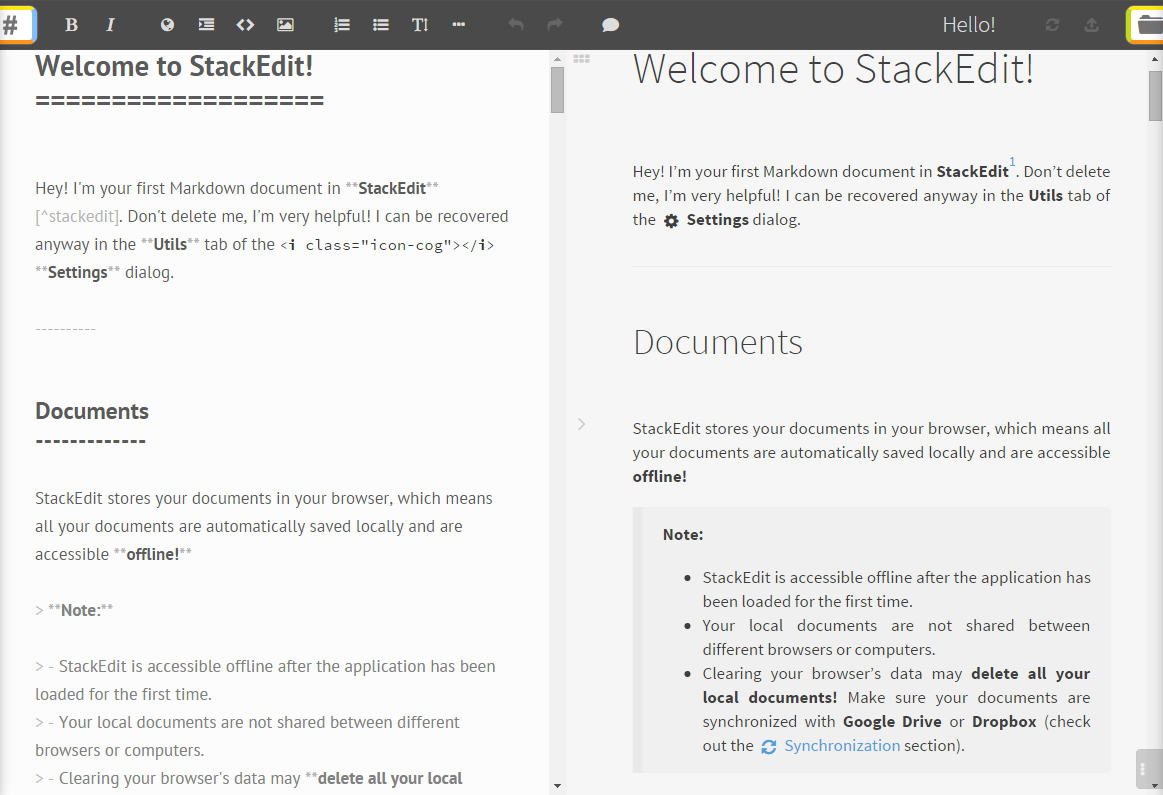 Hello!
Welcome to StackEdit!
===================
Hey! I'm your first Markdown document in **StackEdit**
[^stackedit]. Don't delete me, I'm very helpful! I can be recovered
anyway in the **Utils** tab of the <i class="icon-cog"></i>
**Settings** dialog.
----------
Documents
-------------
StackEdit stores your documents in your browser, which means
all your documents are automatically saved locally and are
accessible **offline!**
> **Note:**
> - StackEdit is accessible offline after the application has been
loaded for the first time.
> - Your local documents are not shared between different
browsers or computers.
> - Clearing your browser's data may **delete all your local
Welcome to StackEdit!
Hey! I’m your first Markdown document in StackEdit1. Don’t delete
me, I’m very helpful! I can be recovered anyway in the Utils tab of
the Settings dialog.
Documents
StackEdit stores your documents in your browser, which means all
your documents are automatically saved locally and are accessible
offline!
Note:
• StackEdit is accessible offline after the application has
been loaded for the first time.
• Your local documents are not shared between
different browsers or computers.
• Clearing your browser’s data may delete all your
local documents! Make sure your documents are
synchronized with Google Drive or Dropbox (check
out the Synchronization section).